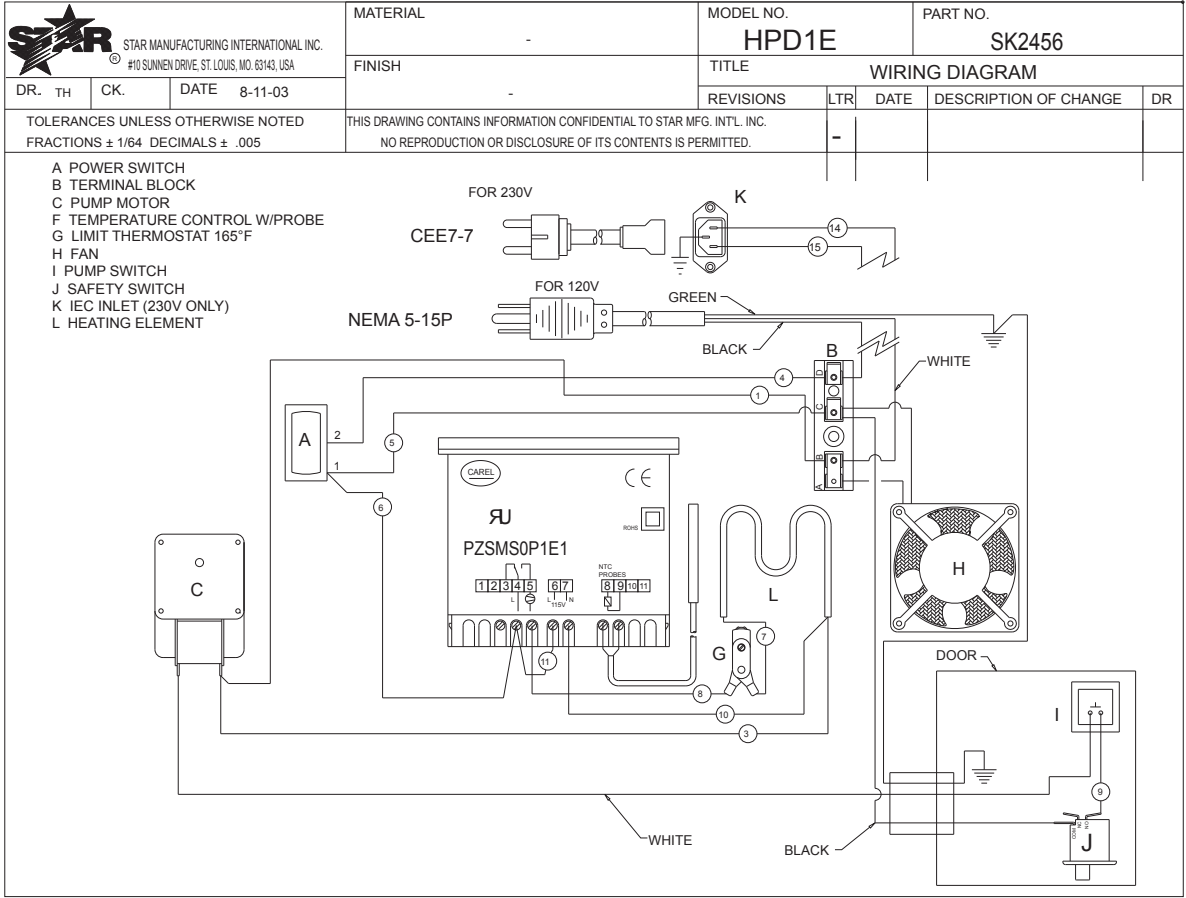 STAR
®
STAR MANUFACTURING INTERNATIONAL INC.
#10 SUNNEN DRIVE, ST. LOUIS, MO. 63143, USA
MATERIAL
-
FINISH
-
MODEL NO.
HPD1E
PART NO.
SK2456
TITLE
WIRING DIAGRAM
DR. TH
CK.
DATE 8-11-03
REVISIONS
LTR
DATE
DESCRIPTION OF CHANGE
DR
TOLERANCES UNLESS OTHERWISE NOTED
FRACTIONS ± 1/64 DECIMALS ± .005
THIS DRAWING CONTAINS INFORMATION CONFIDENTIAL TO STAR MFG. INT'L. INC.
NO REPRODUCTION OR DISCLOSURE OF ITS CONTENTS IS PERMITTED.
-
A POWER SWITCH
B TERMINAL BLOCK
C PUMP MOTOR
F TEMPERATURE CONTROL W/PROBE
G LIMIT THERMOSTAT 165°F
H FAN
I PUMP SWITCH
J SAFETY SWITCH
K IEC INLET (230V ONLY)
L HEATING ELEMENT
FOR 230V
CEE7-7
K
14
15
FOR 120V
NEMA 5-15P
GREEN
BLACK
WHITE
B
D
C
B
A
4
1
A
2
1
5
6
CAREL
CE
RU
ROHS
PZSMS0P1E1
NTC
PROBES
1 2 3 4 5
6 7
8 9 10 11
L
L 115V N
C
H
L
G
7
11
8
10
3
DOOR
I
9
COM
NC
NO
J
WHITE
BLACK